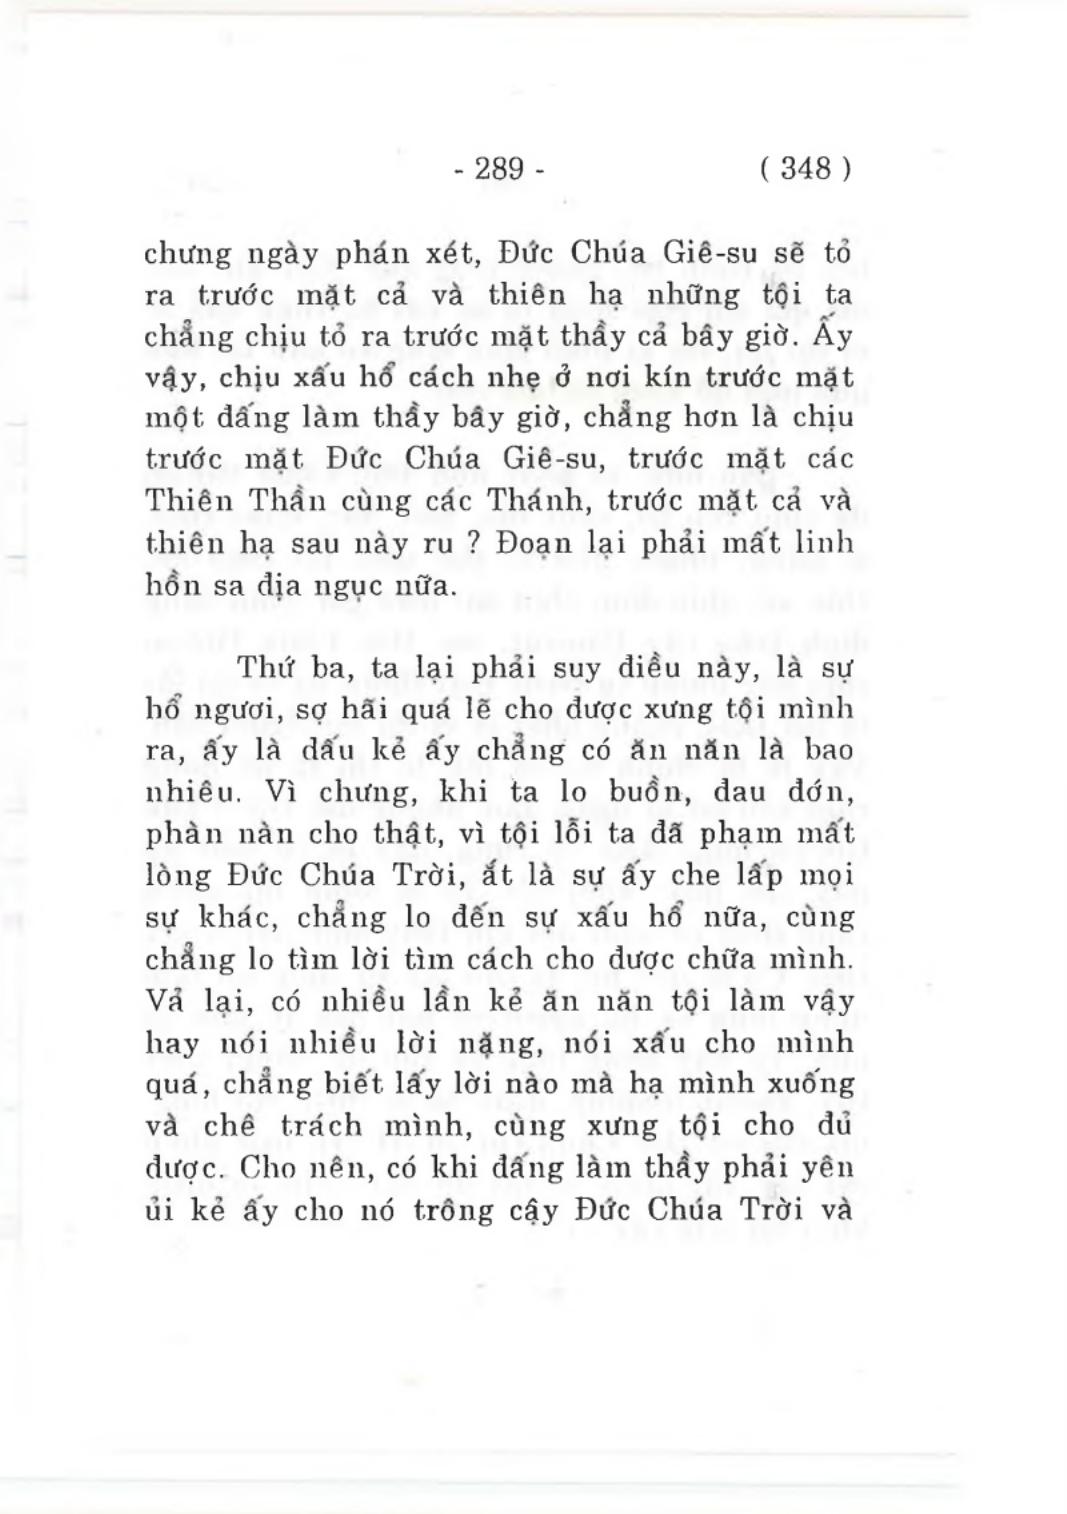 - 289 - ( 348 )
chưng ngày phán xét, Đức Chúa Giê-su sẽ tỏ
ra trước mặt cả và thiên hạ những tội ta
chẳng chịu tỏ ra trước mặt thầy cả bây giờ. Ấy
vậy, chịu xấu hổ cách nhẹ ở nơi kín trước mặt
một đấng làm thầy bây giờ, chẳng hơn là chịu
trước mặt Đức Chúa Giê-su, trước mặt các
Thiên Thần cùng các Thánh, trước mặt cả và
thiên hạ sau này ru ? Đoạn lại phải mất linh
hồn sa địa ngục nữa.
Thứ ba, ta lại phải suy điều này, là sự
hổ ngươi, sợ hãi quá lẽ cho được xưng tội mình
ra, ấy là dấu kẻ ấy chẳng có ăn năn là bao
nhiêu. Vì chưng, khi ta lo buồn, đau đớn,
phàn nàn cho thật, vì tội lỗi ta đã phạm mất
lòng Đức Chúa Trời, ắt là sự ấy che lấp mọi
sự khác, chẳng lo đến sự xấu hổ nữa, cùng
chẳng lo tìm lời tìm cách cho được chữa mình.
Vả lại, có nhiều lần kẻ ăn năn tội làm vậy
hay nói nhiều lời nặng, nói xấu cho mình
quá, chẳng biết lấy lời nào mà hạ mình xuống
và chê trách mình, cùng xưng tội cho đủ
được. Cho nên, có khi đấng làm thầy phải yên
ủi kẻ ấy cho nó trông cậy Đức Chúa Trời và